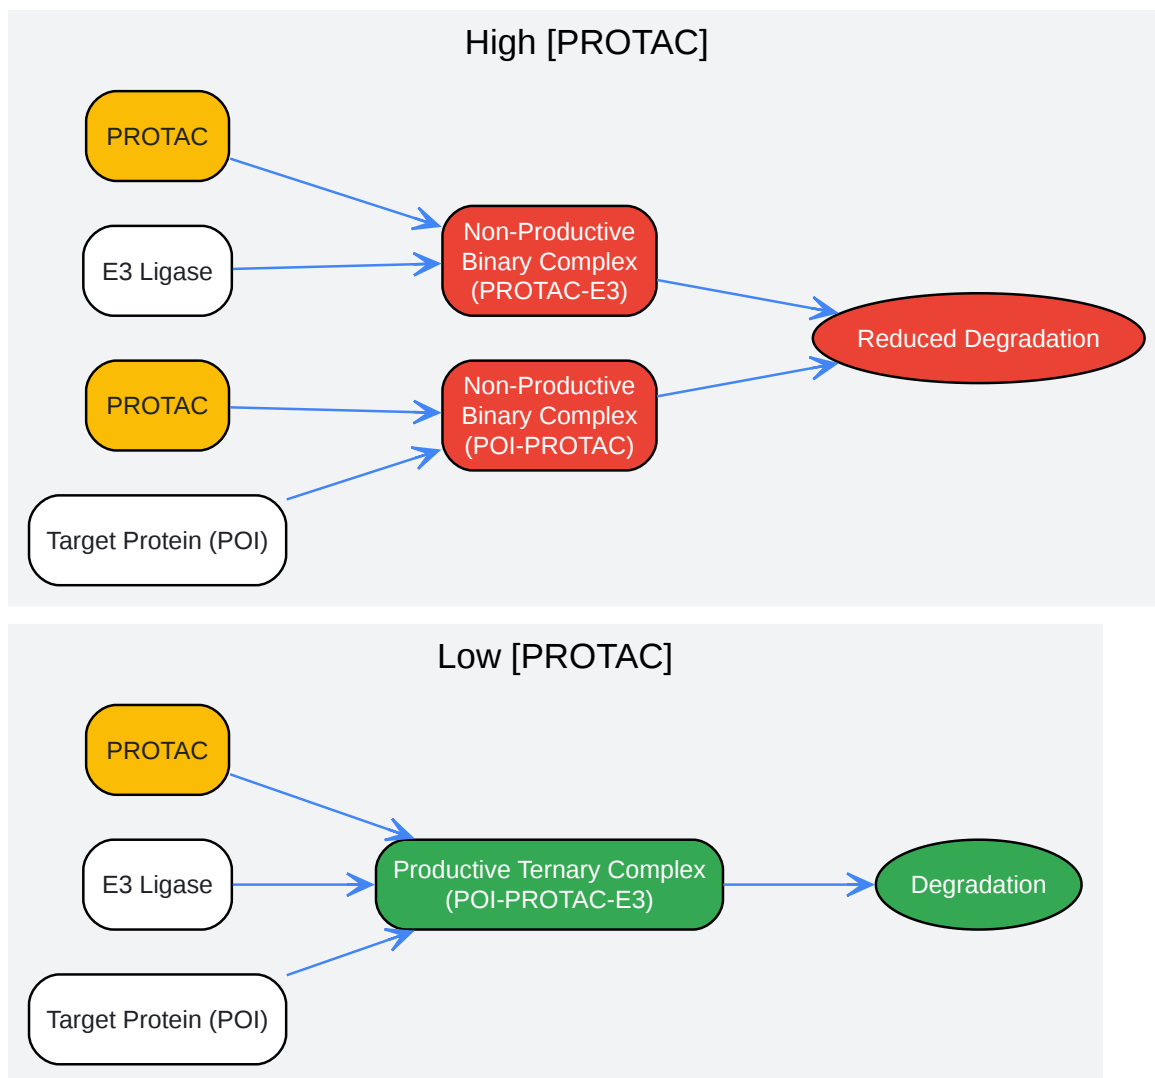 High [PROTAC]
PROTAC
E3 Ligase
PROTAC
Target Protein (POI)
Non-Productive
Binary Complex
(PROTAC-E3)
Non-Productive
Binary Complex
(POI-PROTAC)
Reduced Degradation
Low [PROTAC]
PROTAC
E3 Ligase
Target Protein (POI)
Productive Ternary Complex
(POI-PROTAC-E3)
Degradation